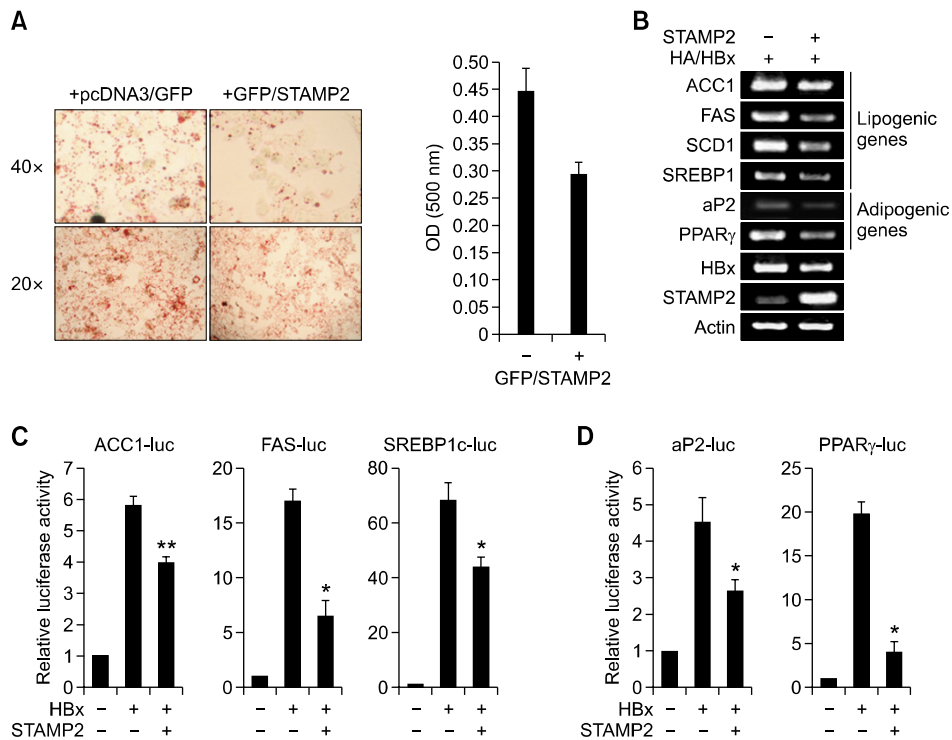 A
+pcDNA3/GFP +GFP/STAMP2
40×
20×
OD (500 nm)
0.50
0.45
0.40
0.35
0.30
0.25
0.20
0.15
0.10
0.05
0
− +
GFP/STAMP2
B
STAMP2 − +
HA/HBx + +
ACC1
FAS
SCD1
SREBP1
Lipogenic
genes
aP2
PPARγ
Adipogenic
genes
HBx
STAMP2
Actin
C
ACC1-luc
Relative luciferase activity
7
6
5
4
3
2
1
0
**
HBx − + +
STAMP2 − − +
FAS-luc
20
15
10
5
0
*
− + +
− − +
SREBP1c-luc
80
60
40
20
0
*
− + +
− − +
D
aP2-luc
Relative luciferase activity
6
5
4
3
2
1
0
*
HBx − + +
STAMP2 − − +
PPARγ-luc
25
20
15
10
5
0
*
− + +
− − +